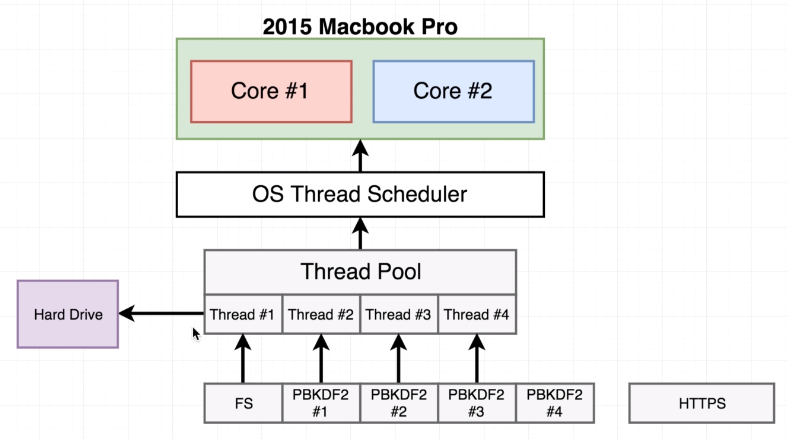 2015 Macbook Pro
Core #1
Core #2
OS Thread Scheduler
Thread Pool
Hard Drive
Thread #1
Thread #2
Thread #3
Thread #4
FS
PBKDF2
#1
PBKDF2
#2
PBKDF2
#3
PBKDF2
#4
HTTPS